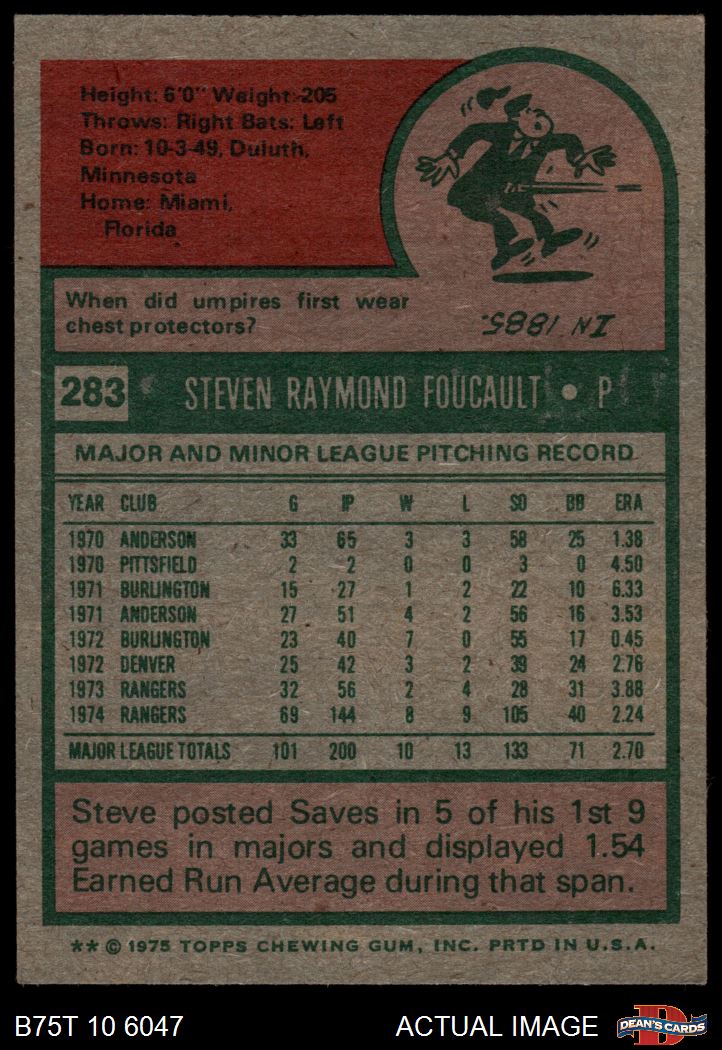 Height: 6'0" Weight: 205
Throws: Right Bats: Left
Born: 10-3-49, Duluth,
Minnesota
Home: Miami,
Florida
When did umpires first wear
chest protectors?
IN 1885.
283 STEVEN RAYMOND FOUCAULT • P
MAJOR AND MINOR LEAGUE PITCHING RECORD
YEAR CLUB G IP W L SO BB ERA
1970 ANDERSON 33 65 3 3 58 25 1.38
1970 PITTSFIELD 2 2 0 0 3 0 4.50
1971 BURLINGTON 15 27 1 2 22 10 6.33
1971 ANDERSON 27 51 4 2 56 16 3.53
1972 BURLINGTON 23 40 7 0 55 17 0.45
1972 DENVER 25 42 3 2 39 24 2.76
1973 RANGERS 32 56 2 4 28 31 3.88
1974 RANGERS 69 144 8 9 105 40 2.24
MAJOR LEAGUE TOTALS 101 200 10 13 133 71 2.70
Steve posted Saves in 5 of his 1st 9
games in majors and displayed 1.54
Earned Run Average during that span.
** © 1975 TOPPS CHEWING GUM, INC. PRTD IN U.S.A.
B75T 10 6047 ACTUAL IMAGE D DEAN'S CARDS